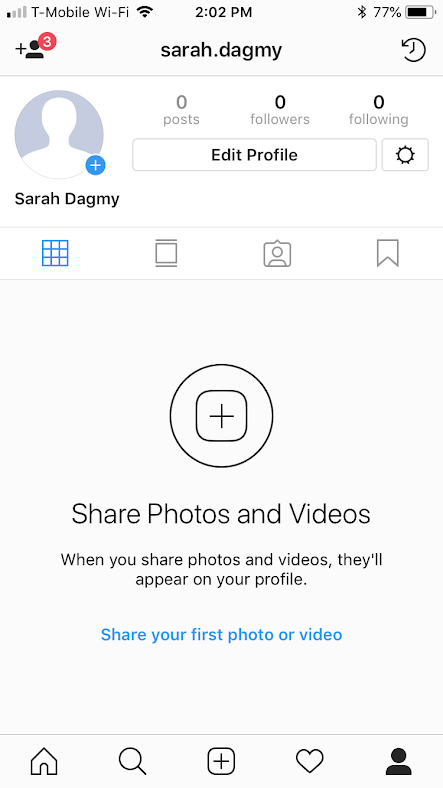 T-Mobile Wi-Fi 2:02 PM 77%
3 sarah.dagmy
0 0 0
posts followers following
Edit Profile
Sarah Dagmy
Share Photos and Videos
When you share photos and videos, they'll
appear on your profile.
Share your first photo or video